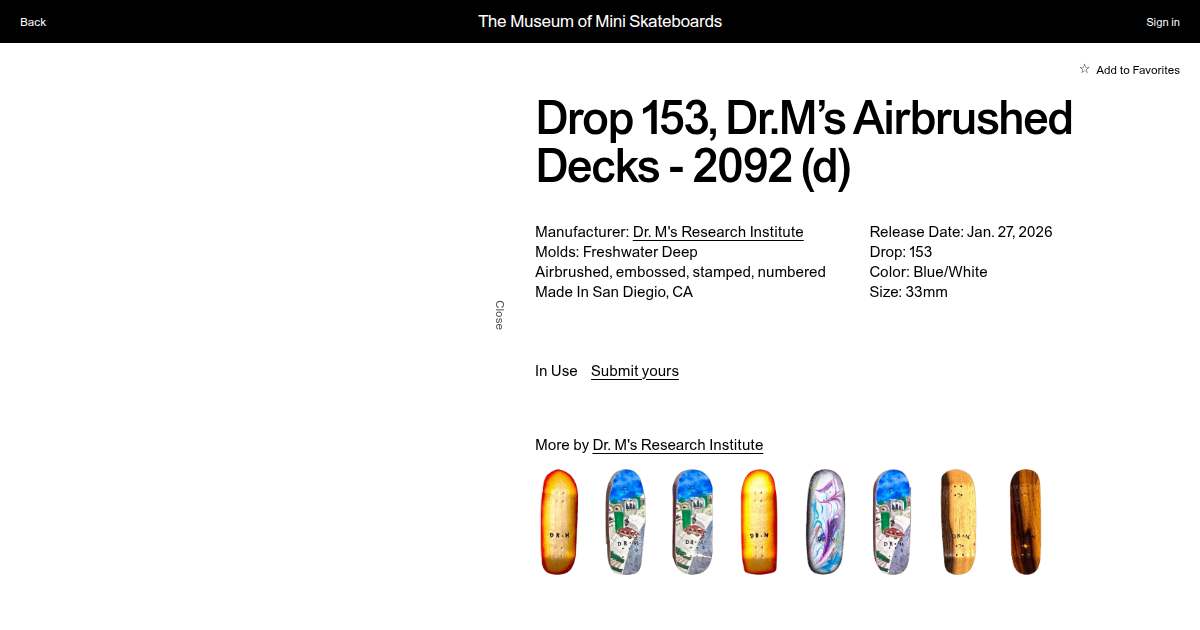 Back
The Museum of Mini Skateboards
Sign in
☆ Add to Favorites
Drop 153, Dr.M’s Airbrushed
Decks - 2092 (d)
Manufacturer: Dr. M's Research Institute
Molds: Freshwater Deep
Airbrushed, embossed, stamped, numbered
Made In San Diegio, CA
Release Date: Jan. 27, 2026
Drop: 153
Color: Blue/White
Size: 33mm
Close
In Use Submit yours
More by Dr. M's Research Institute